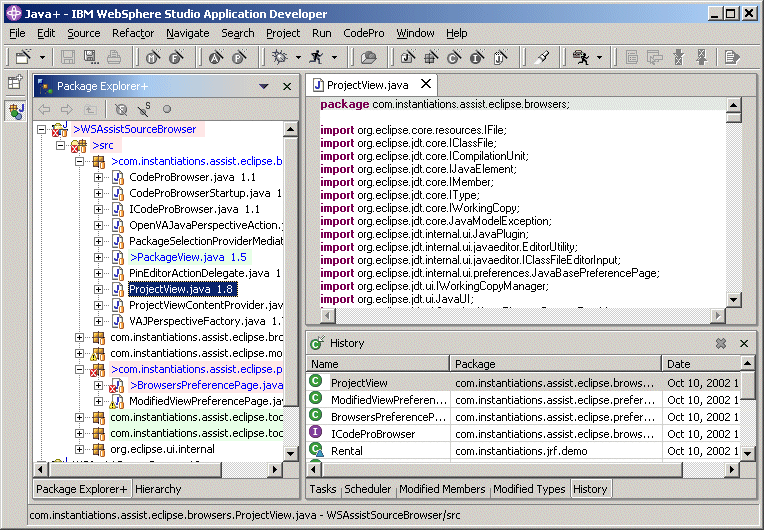 Java+ - IBM WebSphere Studio Application Developer
File Edit Source Refactor Navigate Search Project Run CodePro Window Help
Package Explorer+
>WSAssistSourceBrowser
>src
>com.instantiations.assist.eclipse.b
CodeProBrowser.java 1.1
CodeProBrowserStartup.java 1
ICodeProBrowser.java 1.1
OpenVAJavaPerspectiveAction.j
PackageSelectionProviderMediat
>PackageView.java 1.5
PinEditorActionDelegate.java 1
ProjectView.java 1.8
ProjectViewContentProvider.java
VAJPerspectiveFactory.java 1.
com.instantiations.assist.eclipse.bro
com.instantiations.assist.eclipse.mo
>com.instantiations.assist.eclipse.p
>BrowsersPreferencePage.java
ModifiedViewPreferencePage.jav
com.instantiations.assist.eclipse.too
com.instantiations.assist.eclipse.too
org.eclipse.ui.internal
Package Explorer+ Hierarchy
ProjectView.java
package com.instantiations.assist.eclipse.browsers;
import org.eclipse.core.resources.IFile;
import org.eclipse.jdt.core.IClassFile;
import org.eclipse.jdt.core.ICompilationUnit;
import org.eclipse.jdt.core.IJavaElement;
import org.eclipse.jdt.core.IMember;
import org.eclipse.jdt.core.IType;
import org.eclipse.jdt.core.IWorkingCopy;
import org.eclipse.jdt.core.JavaModelException;
import org.eclipse.jdt.internal.ui.JavaPlugin;
import org.eclipse.jdt.internal.ui.javaeditor.EditorUtility;
import org.eclipse.jdt.internal.ui.javaeditor.IClassFileEditorInput;
import org.eclipse.jdt.internal.ui.preferences.JavaBasePreferencePage;
import org.eclipse.jdt.ui.IWorkingCopyManager;
import org.eclipse.jdt.ui.JavaUI;
History
Name Package Date
ProjectView com.instantiations.assist.eclipse.brows... Oct 10, 2002 1
ModifiedViewPreferen... com.instantiations.assist.eclipse.prefer... Oct 10, 2002 1
BrowsersPreferenceP... com.instantiations.assist.eclipse.prefer... Oct 10, 2002 1
ICodeProBrowser com.instantiations.assist.eclipse.brows... Oct 10, 2002 1
Rental com.instantiations.jrf.demo Oct 10, 2002 1
Tasks Scheduler Modified Members Modified Types History
com.instantiations.assist.eclipse.browsers.ProjectView.java - WSAssistSourceBrowser/src